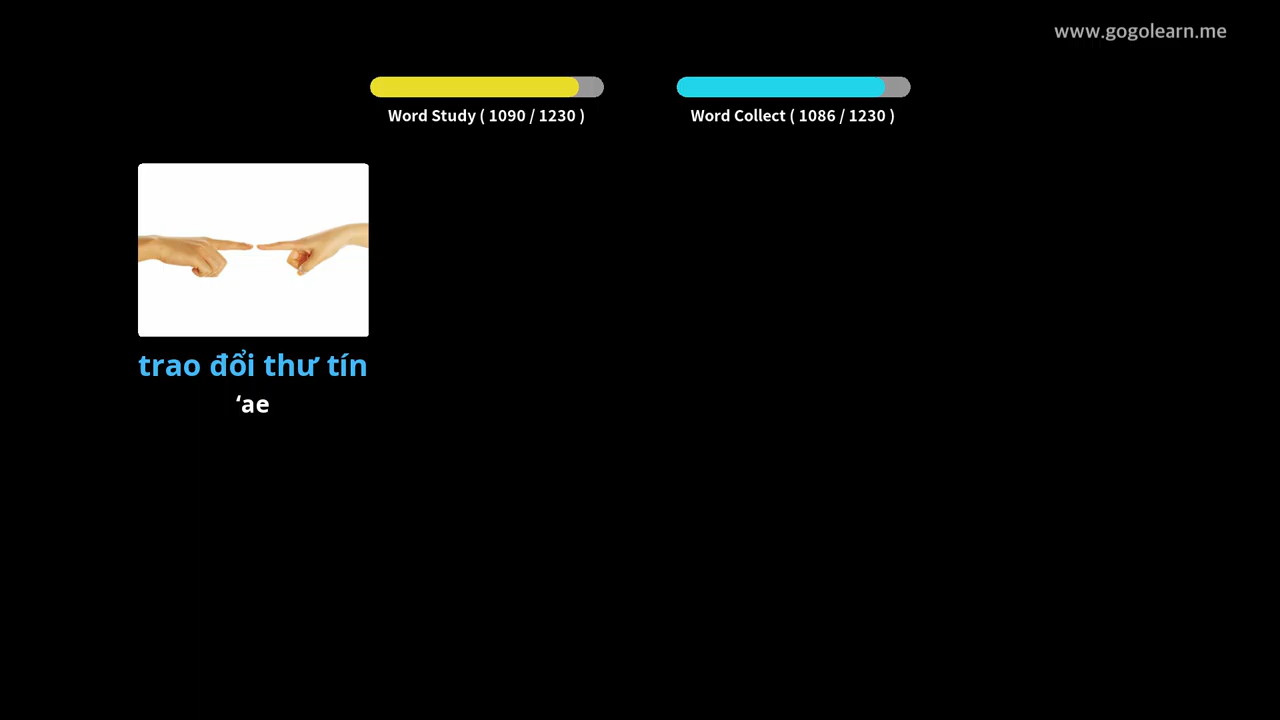 www.gogolearn.me
Word Study ( 1090 / 1230 )
Word Collect ( 1086 / 1230 )
trao đổi thư tín
‘ae